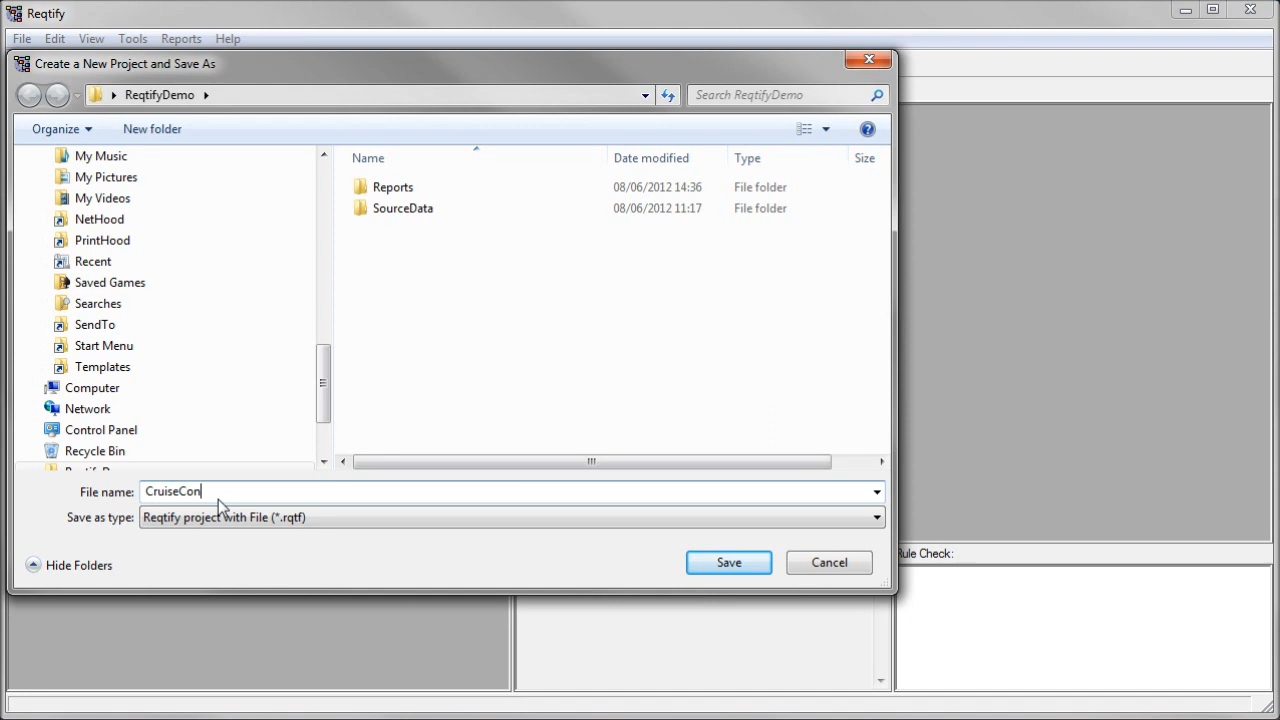 Reqtify
File Edit View Tools Reports Help
Create a New Project and Save As
ReqtifyDemo
Search ReqtifyDemo
Organize New folder
Name Date modified Type Size
My Music
My Pictures
My Videos
NetHood
PrintHood
Recent
Saved Games
Searches
SendTo
Start Menu
Templates
Computer
Network
Control Panel
Recycle Bin
Reports 08/06/2012 14:36 File folder
SourceData 08/06/2012 11:17 File folder
File name: CruiseCon
Save as type: Reqtify project with File (*.rqtf)
Hide Folders
Save Cancel
Rule Check: